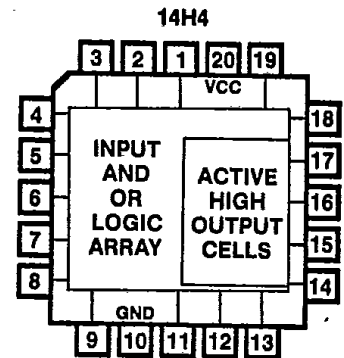 14H4
3 2 1 20 19
VCC
4 18
5 17
6 16
7 15
8 14
INPUT
AND
OR
LOGIC
ARRAY
ACTIVE
HIGH
OUTPUT
CELLS
GND
9 10 11 12 13